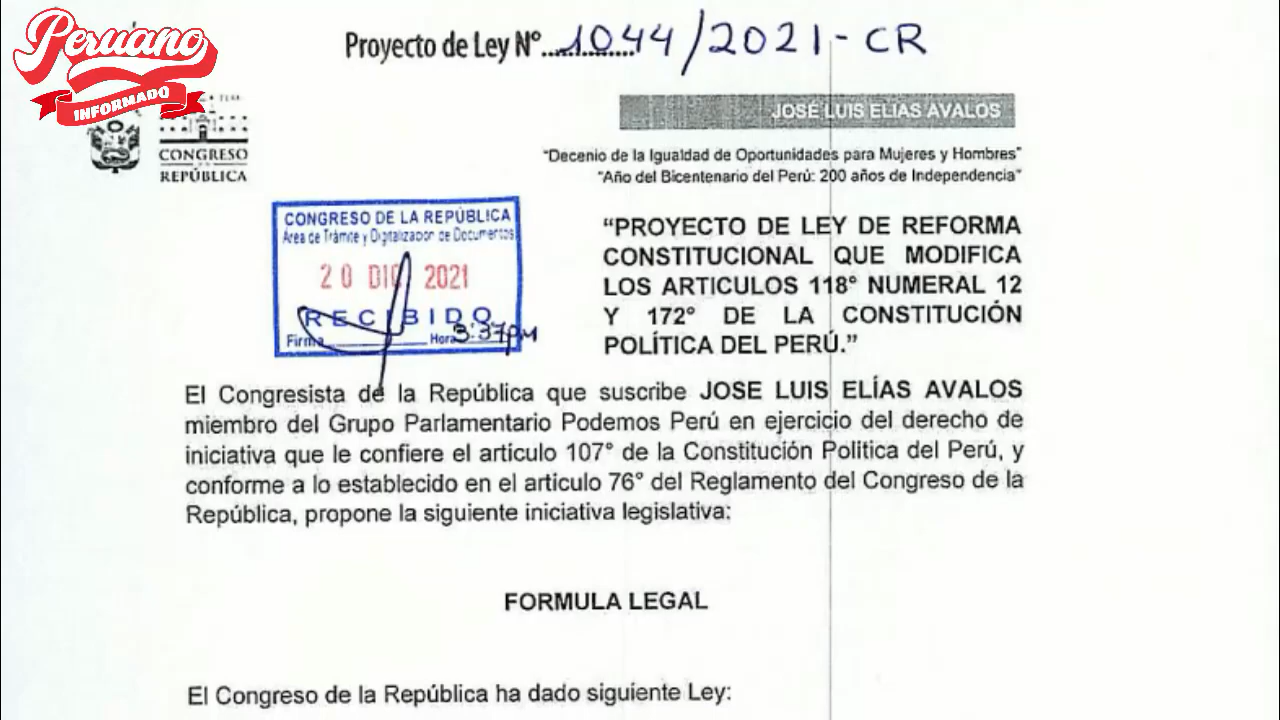 Peruano
INFORMADO
Proyecto de Ley N°............1044/2021-CR
CONGRESO
REPÚBLICA
JOSÉ LUIS ELÍAS AVALOS
“Decenio de la Igualdad de Oportunidades para Mujeres y Hombres”
“Año del Bicentenario del Perú: 200 años de Independencia”
CONGRESO DE LA REPÚBLICA
Área de Trámite y Digitalizador de Documentos
20 DIC 2021
RECIBIDO
Firma Hora 3:37pm
“PROYECTO DE LEY DE REFORMA
CONSTITUCIONAL QUE MODIFICA
LOS ARTICULOS 118° NUMERAL 12
Y 172° DE LA CONSTITUCIÓN
POLÍTICA DEL PERÚ.”
El Congresista de la República que suscribe JOSE LUIS ELÍAS AVALOS
miembro del Grupo Parlamentario Podemos Perú en ejercicio del derecho de
iniciativa que le confiere el articulo 107° de la Constitución Politica del Perú, y
conforme a lo establecido en el articulo 76° del Reglamento del Congreso de la
República, propone la siguiente iniciativa legislativa:
FORMULA LEGAL
El Congreso de la República ha dado siguiente Ley: